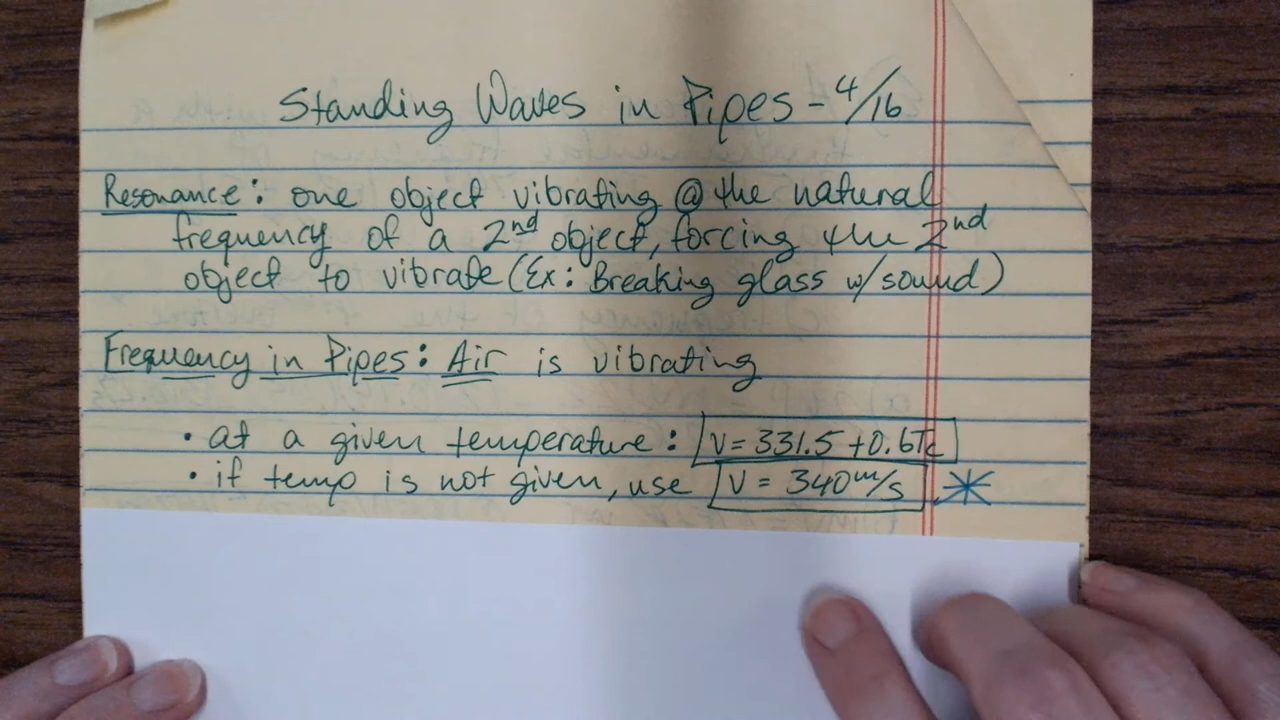 Standing Waves in Pipes - 4/16
Resonance: one object vibrating @ the natural
frequency of a 2nd object, forcing the 2nd
object to vibrate (Ex: Breaking glass w/ sound)
Frequency in Pipes: Air is vibrating
• at a given temperature: V = 331.5 + 0.6Tc
• if temp is not given, use V = 340 m/s